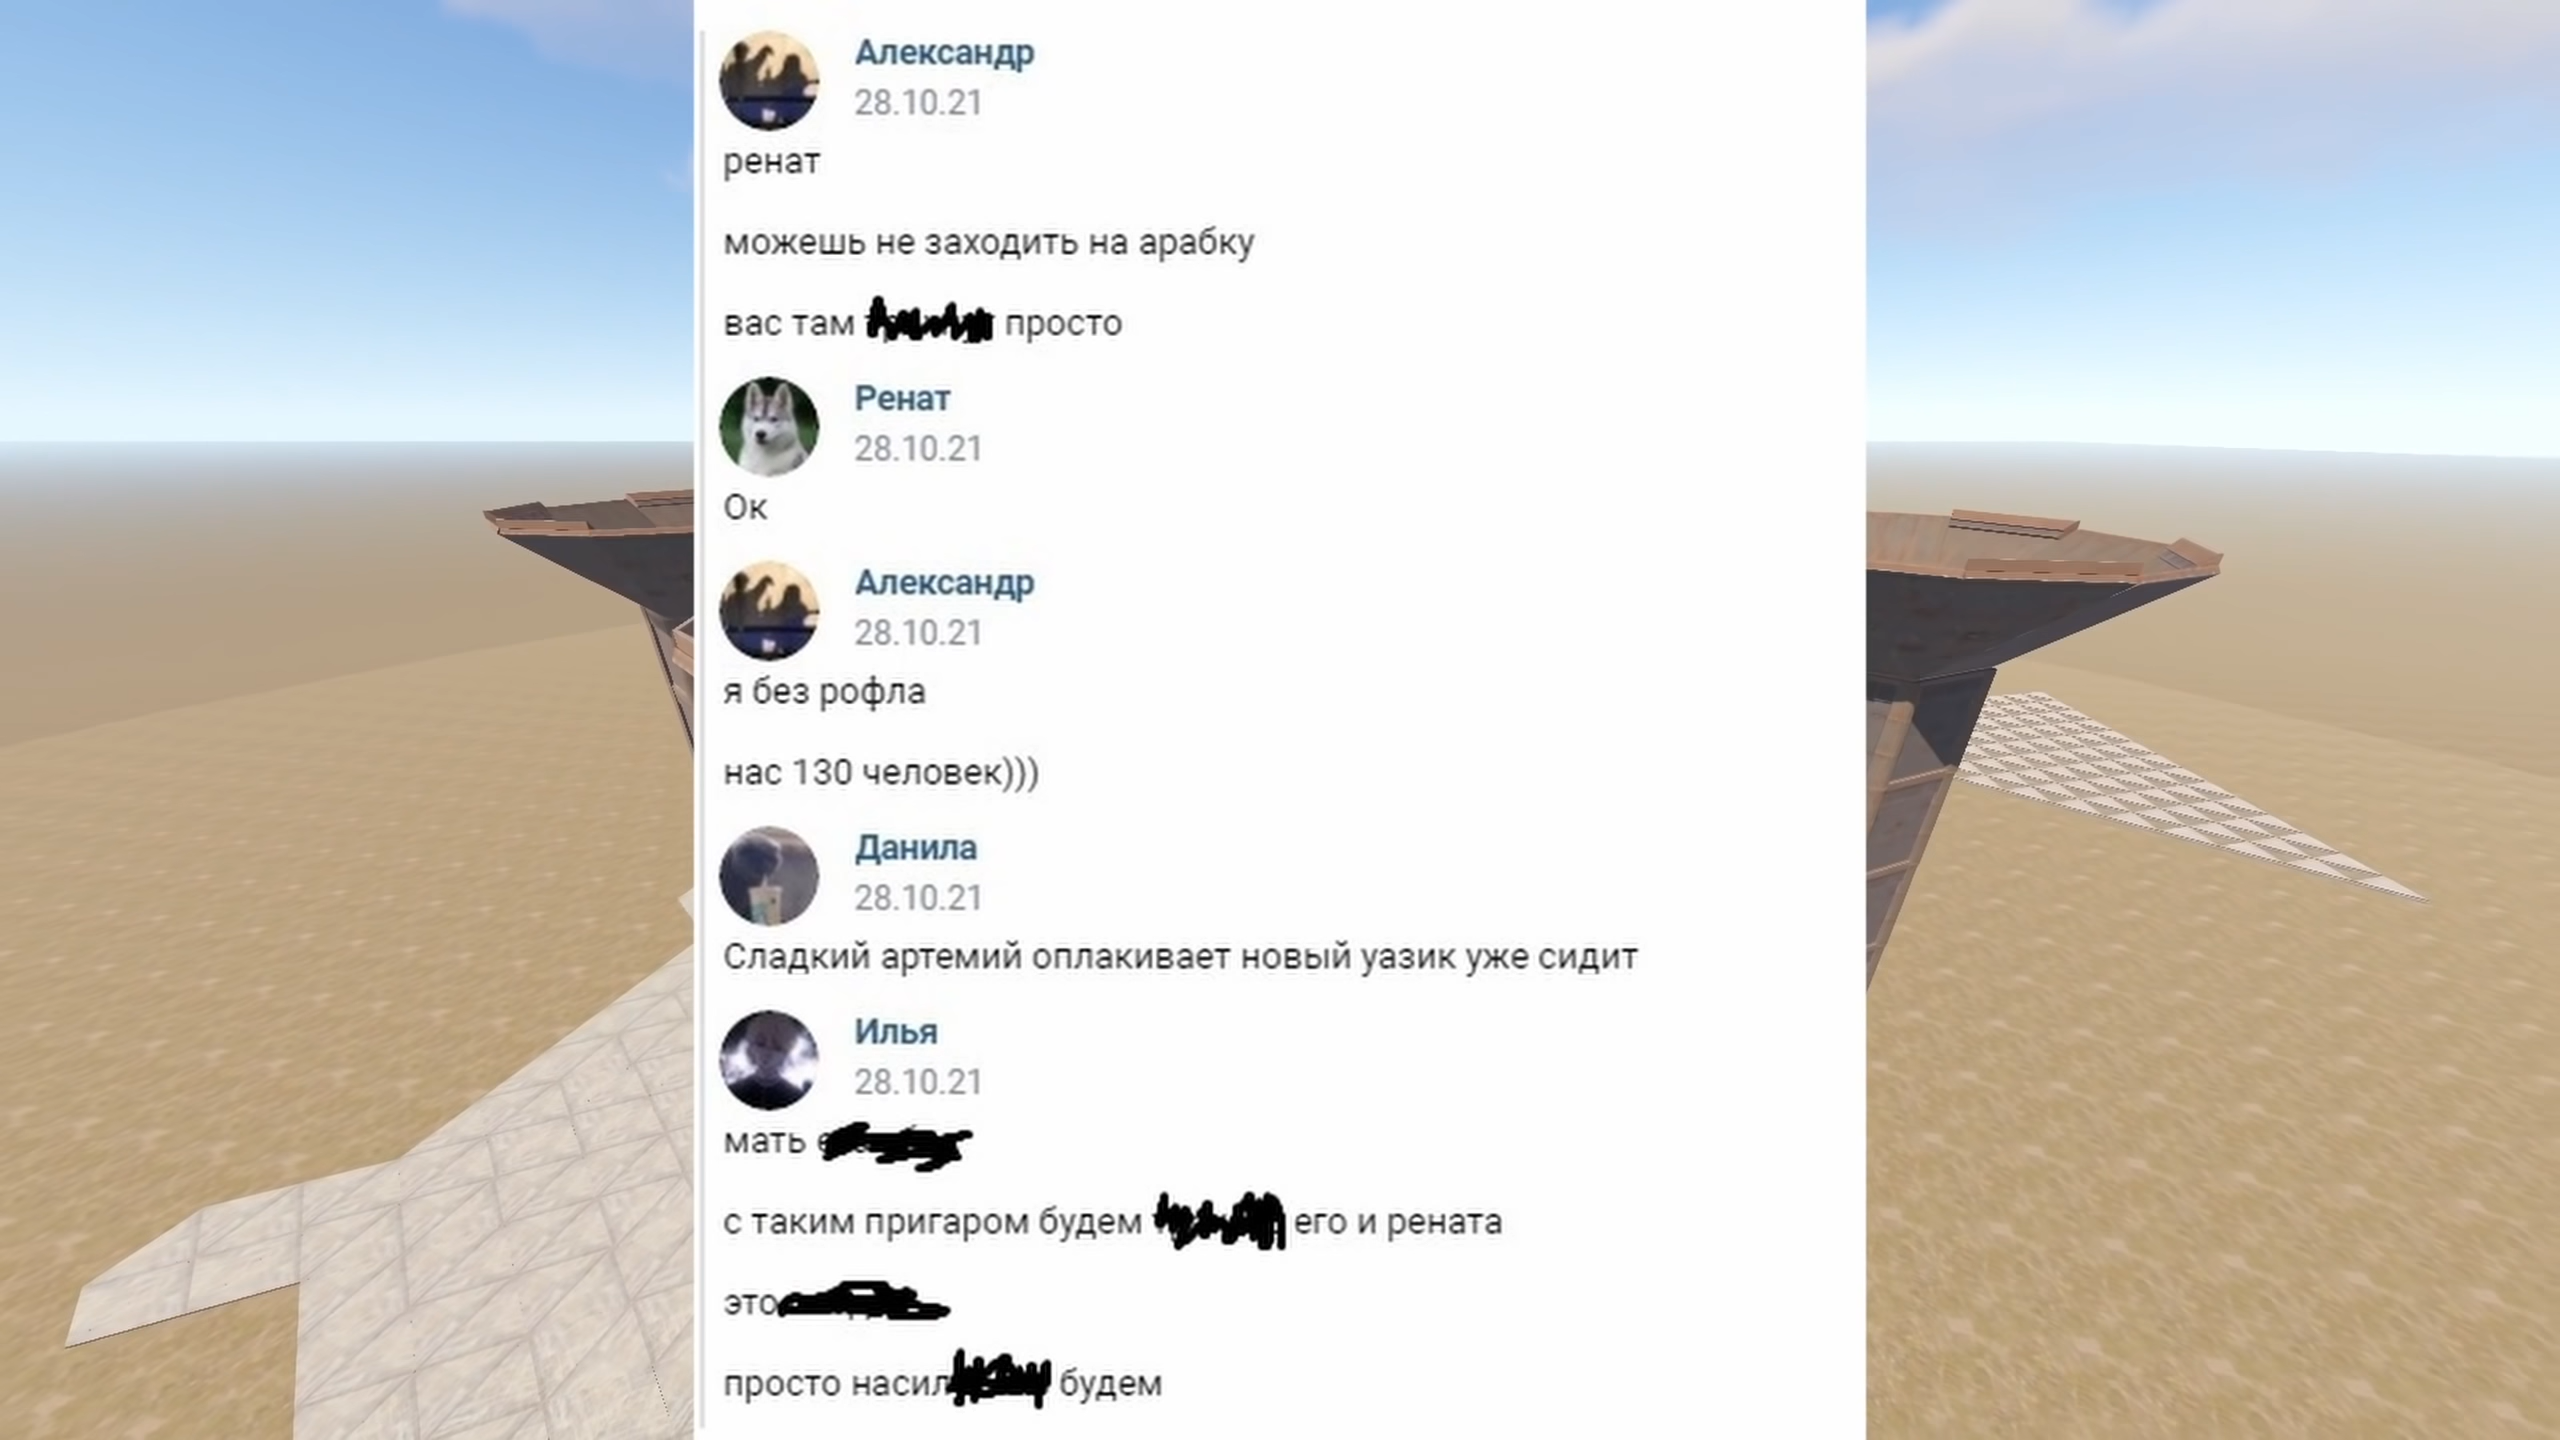 Александр
28.10.21
ренат
можешь не заходить на арабку
вас там просто
Ренат
28.10.21
Ок
Александр
28.10.21
я без рофла
нас 130 человек)))
Данила
28.10.21
Сладкий артемий оплакивает новый уазик уже сидит
Илья
28.10.21
мать
с таким пригаром будем его и рената
это
просто будем